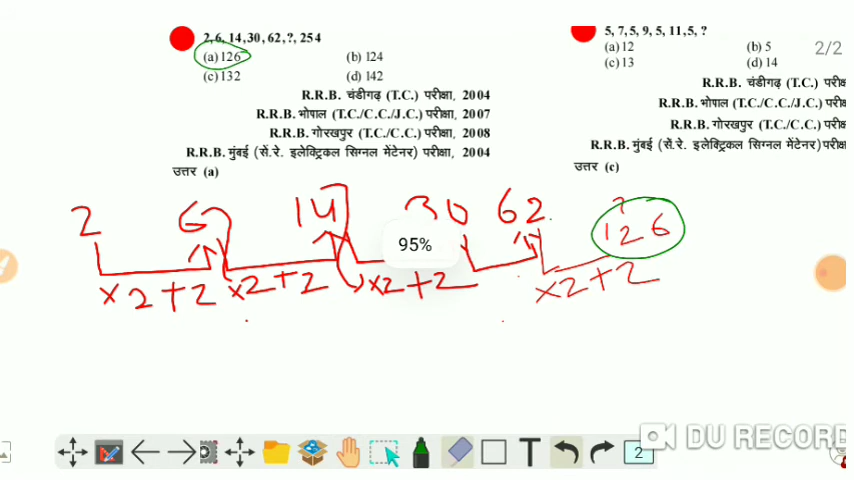 2, 6, 14, 30, 62, ?, 254
(a) 126 (b) 124
(c) 132 (d) 142
R.R.B. चंडीगढ़ (T.C.) परीक्षा, 2004
R.R.B. भोपाल (T.C./C.C./J.C.) परीक्षा, 2007
R.R.B. गोरखपुर (T.C./C.C.) परीक्षा, 2008
R.R.B. मुंबई (सें.रे. इलेक्ट्रिकल सिग्नल मेंटेनर) परीक्षा, 2004
उत्तर (a)
5, 7, 5, 9, 5, 11, 5, ?
(a) 12 (b) 5
(c) 13 (d) 14
2/2
R.R.B. चंडीगढ़ (T.C.)
R.R.B. भोपाल (T.C./C.C./J.C.)
R.R.B. गोरखपुर (T.C./C.C.)
R.R.B. मुंबई (सें.रे. इलेक्ट्रिकल सिग्नल मेंटेनर)
उत्तर (c)
2 6 14 30 62 ?
126
95%
×2+2 ×2+2 ×2+2 ×2+2
T
2
DU RECORD